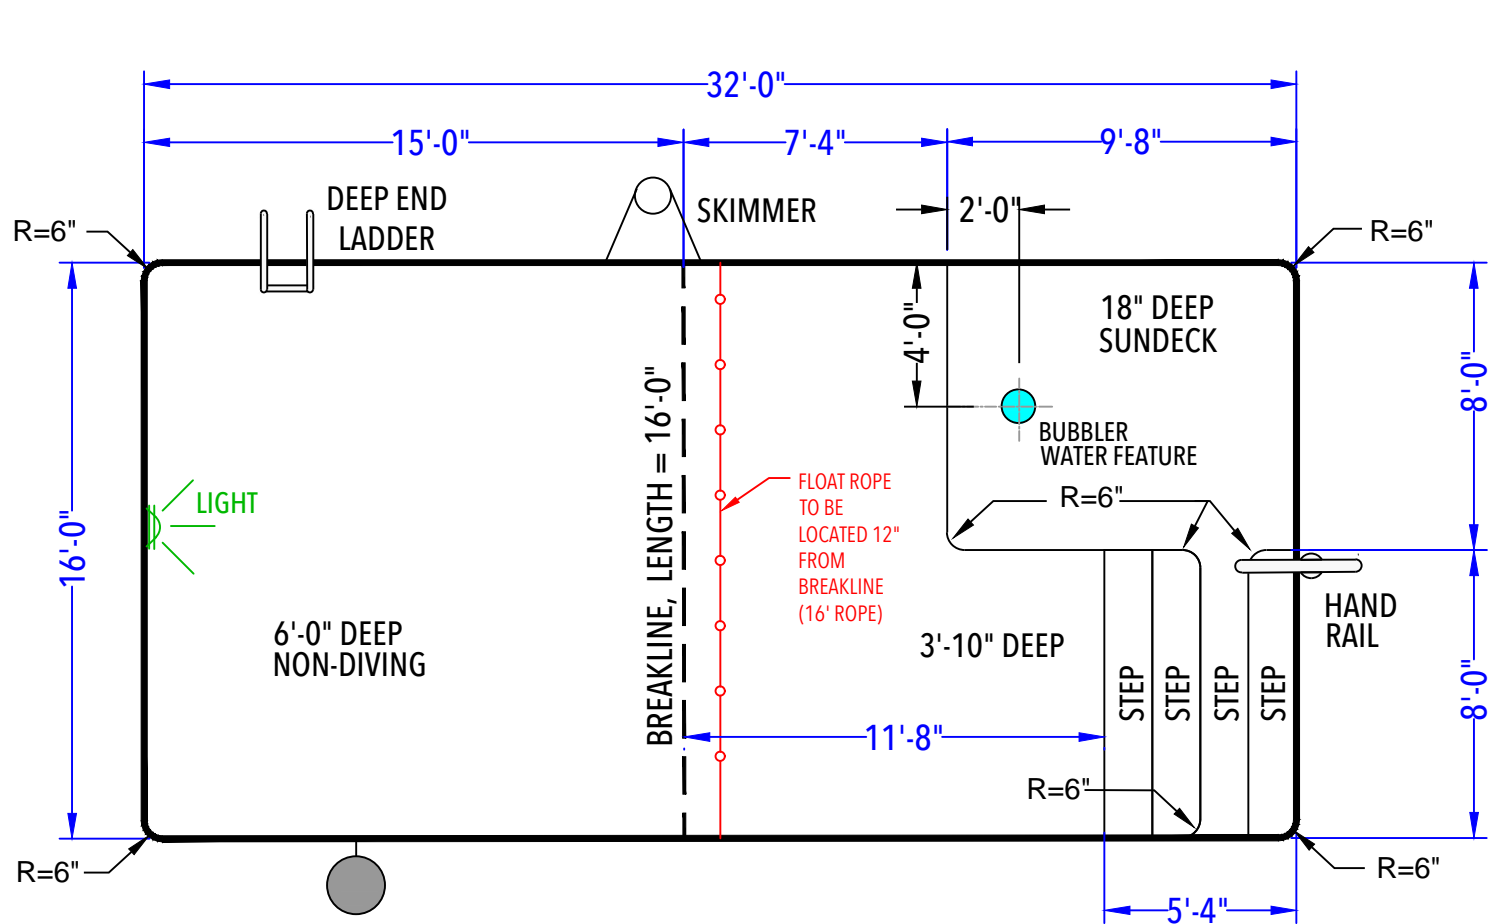 32'-0"
15'-0"
7'-4"
9'-8"
DEEP END
LADDER
SKIMMER
2'-0"
R=6"
R=6"
4'-0"
18" DEEP
SUNDECK
8'-0"
BUBBLER
WATER FEATURE
LIGHT
R=6"
16'-0"
BREAKLINE, LENGTH = 16'-0"
FLOAT ROPE
TO BE
LOCATED 12"
FROM
BREAKLINE
(16' ROPE)
HAND
RAIL
6'-0" DEEP
NON-DIVING
3'-10" DEEP
STEP
STEP
STEP
STEP
8'-0"
11'-8"
R=6"
R=6"
R=6"
5'-4"